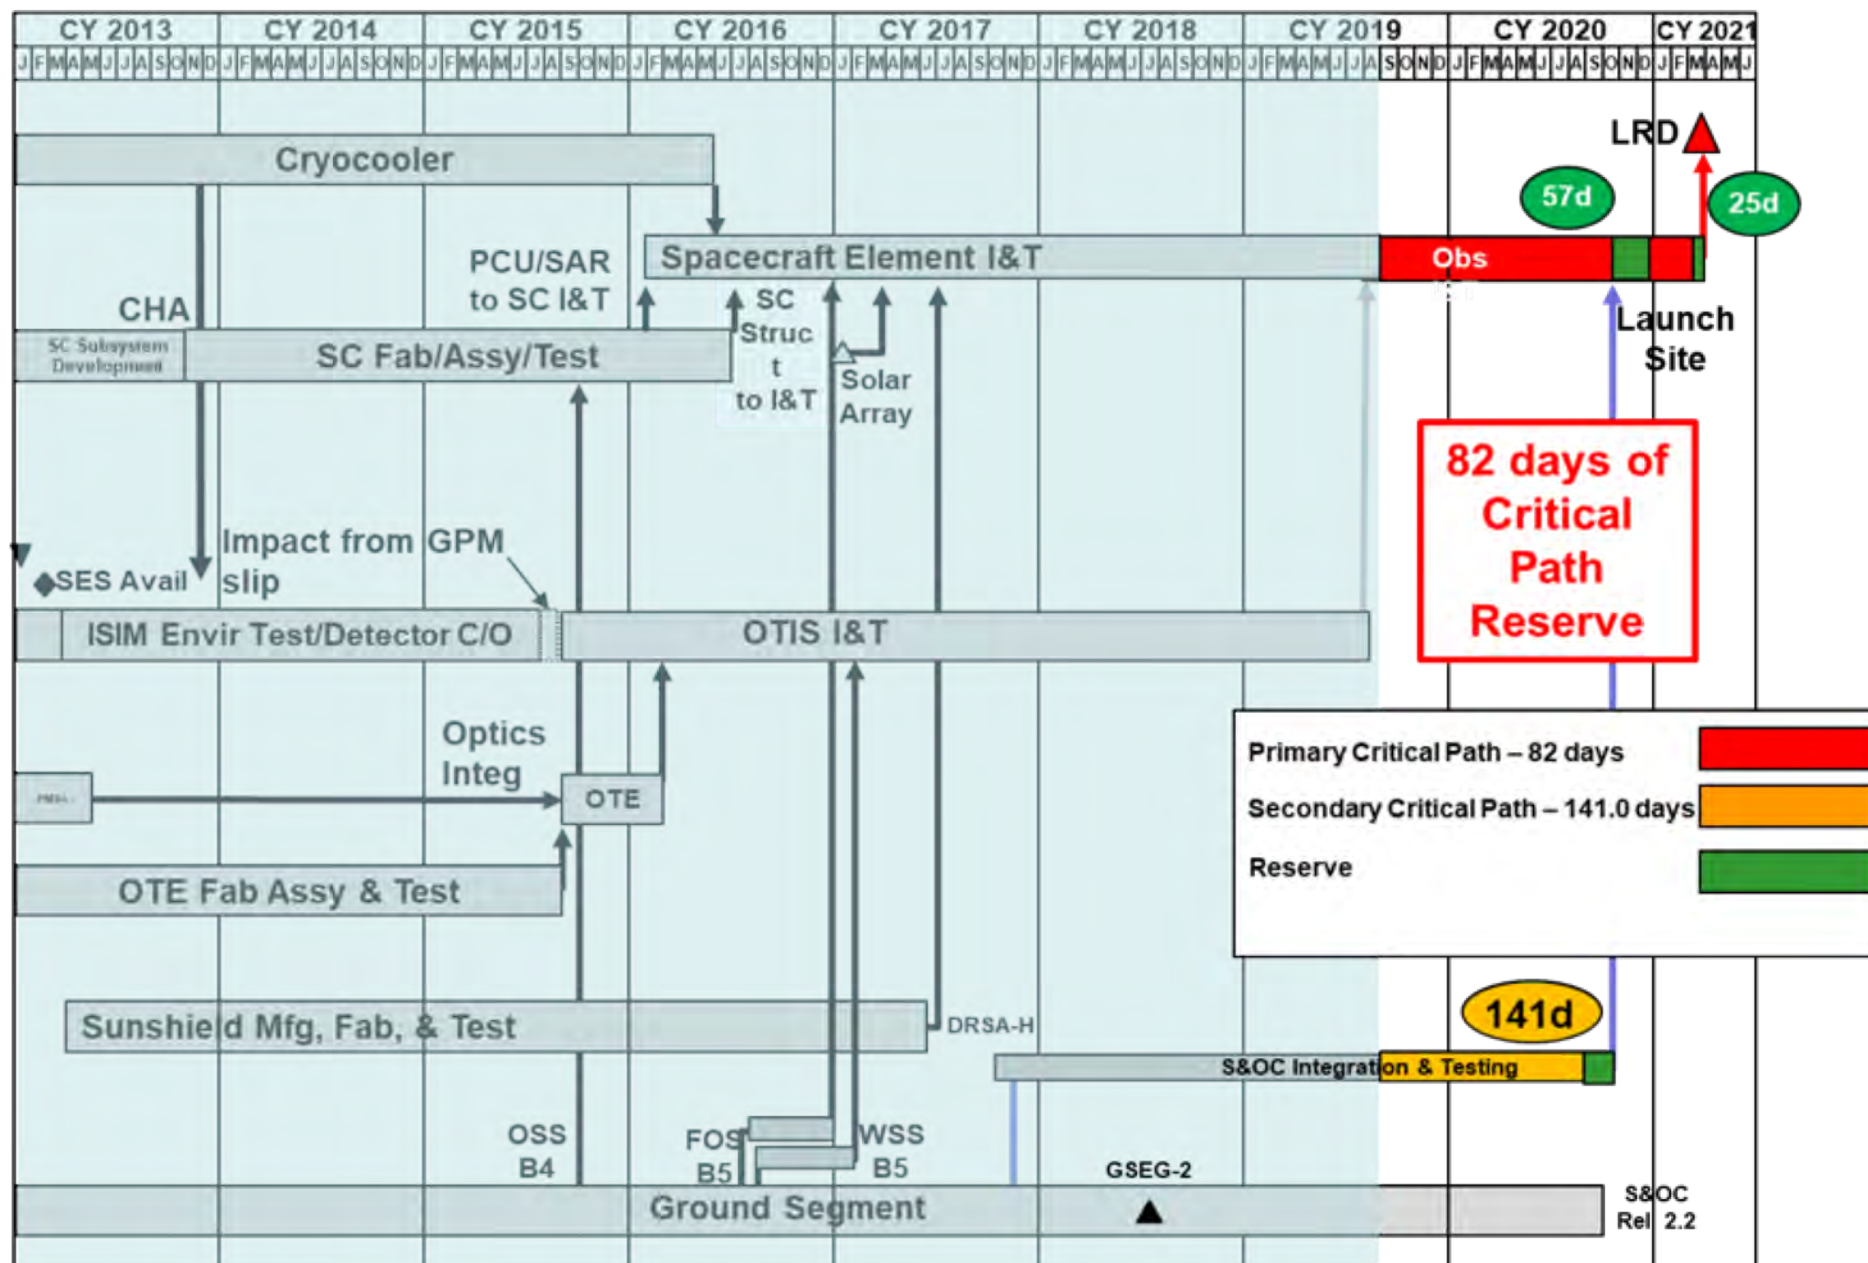 CY 2013 CY 2014 CY 2015 CY 2016 CY 2017 CY 2018 CY 2019 CY 2020 CY 2021
J F M A M J J A S O N D J F M A M J J A S O N D J F M A M J J A S O N D J F M A M J J A S O N D J F M A M J J A S O N D J F M A M J J A S O N D J F M A M J J A S O N D J F M A M J J A S O N D J F M A M J
LRD
Cryocooler
57d
25d
PCU/SAR
to SC I&T
Spacecraft Element I&T
Obs
CHA
SC
Struc
t
to I&T
Launch
Site
SC Subsystem
Development
SC Fab/Assy/Test
Solar
Array
82 days of
Critical
Path
Reserve
Impact from GPM
slip
SES Avail
ISIM Envir Test/Detector C/O
OTIS I&T
Optics
Integ
OTE
Primary Critical Path – 82 days
Secondary Critical Path – 141.0 days
Reserve
OTE Fab Assy & Test
141d
Sunshield Mfg, Fab, & Test
DRSA-H
S&OC Integration & Testing
OSS
B4
FOS
B5
WSS
B5
GSEG-2
Ground Segment
S&OC
Rel 2.2